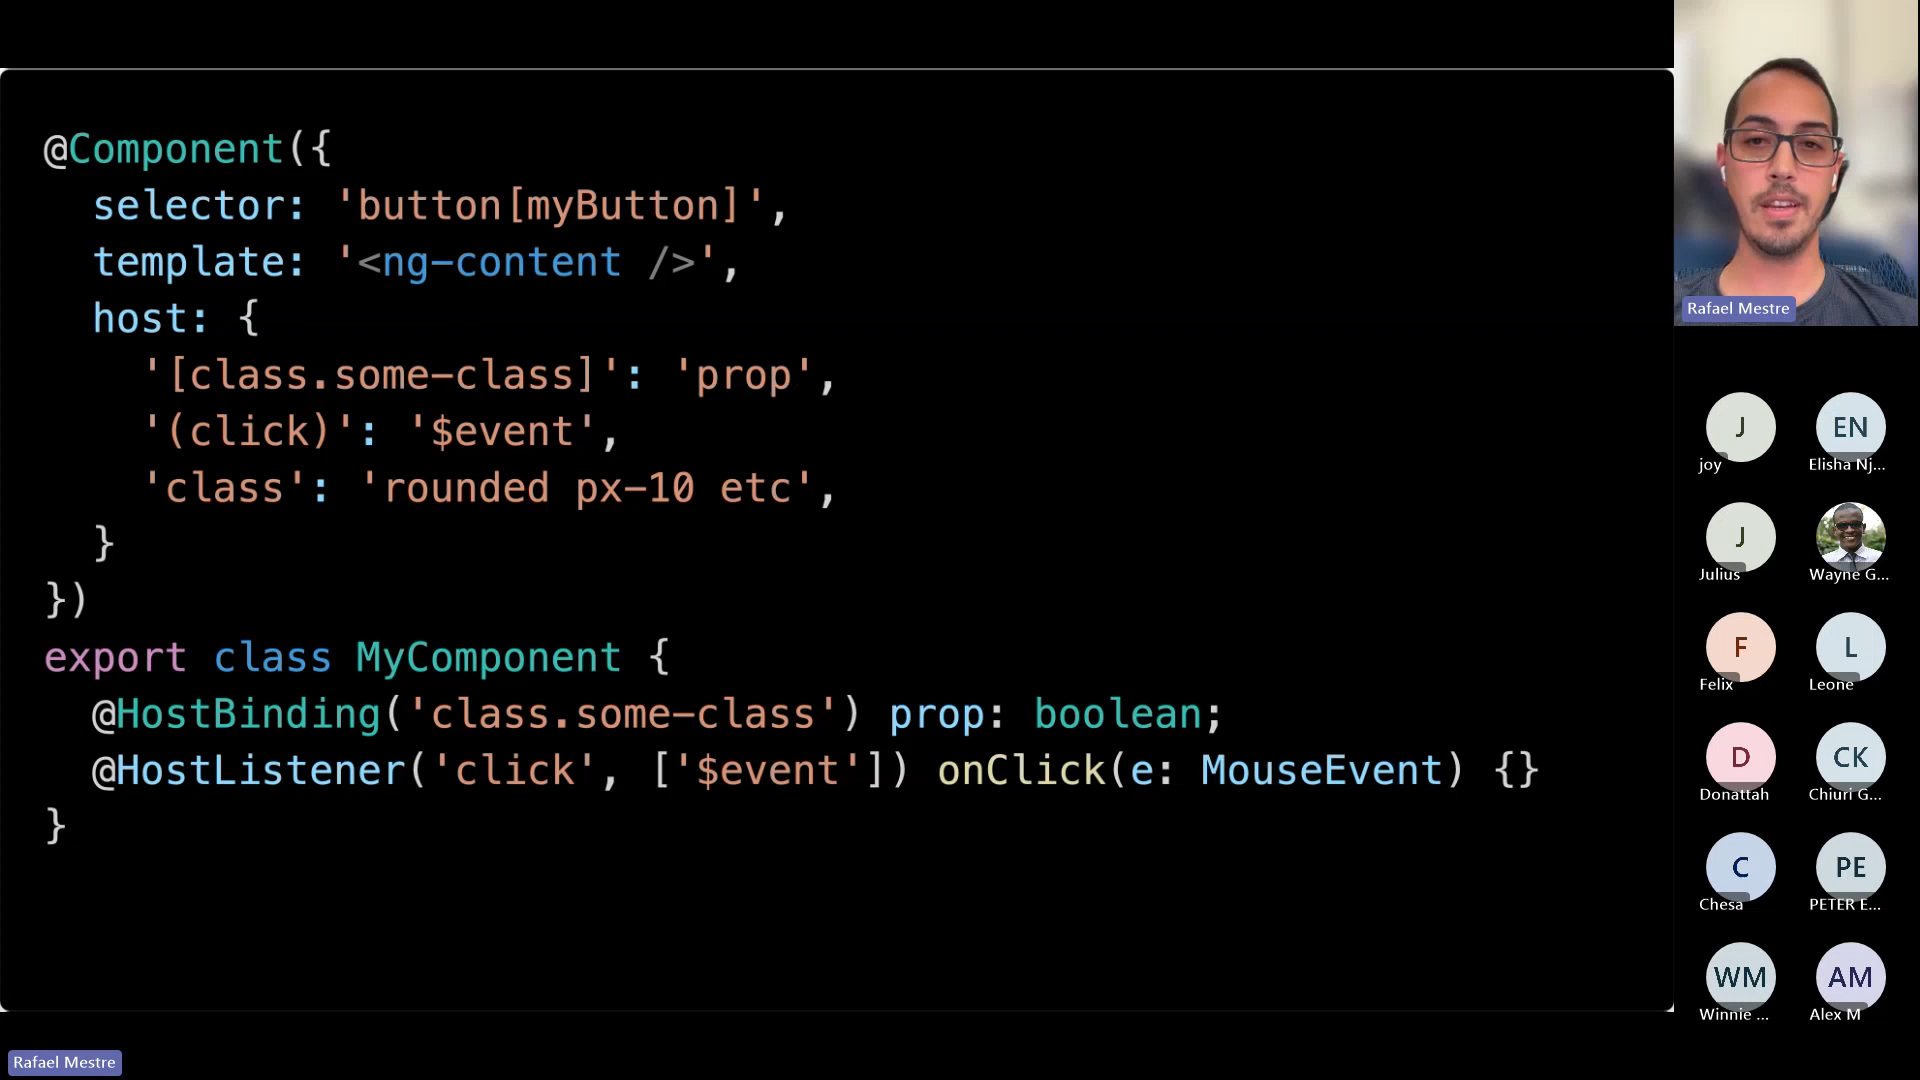 @Component({
selector: 'button[myButton]',
template: '<ng-content />',
host: {
'[class.some-class]': 'prop',
'(click)': '$event',
'class': 'rounded px-10 etc',
}
})
export class MyComponent {
@HostBinding('class.some-class') prop: boolean;
@HostListener('click', ['$event']) onClick(e: MouseEvent) {}
}
Rafael Mestre
J
joy
EN
Elisha Nj...
J
Julius
Wayne G...
F
Felix
L
Leone
D
Donattah
CK
Chiuri G...
C
Chesa
PE
PETER E...
WM
Winnie ...
AM
Alex M
Rafael Mestre